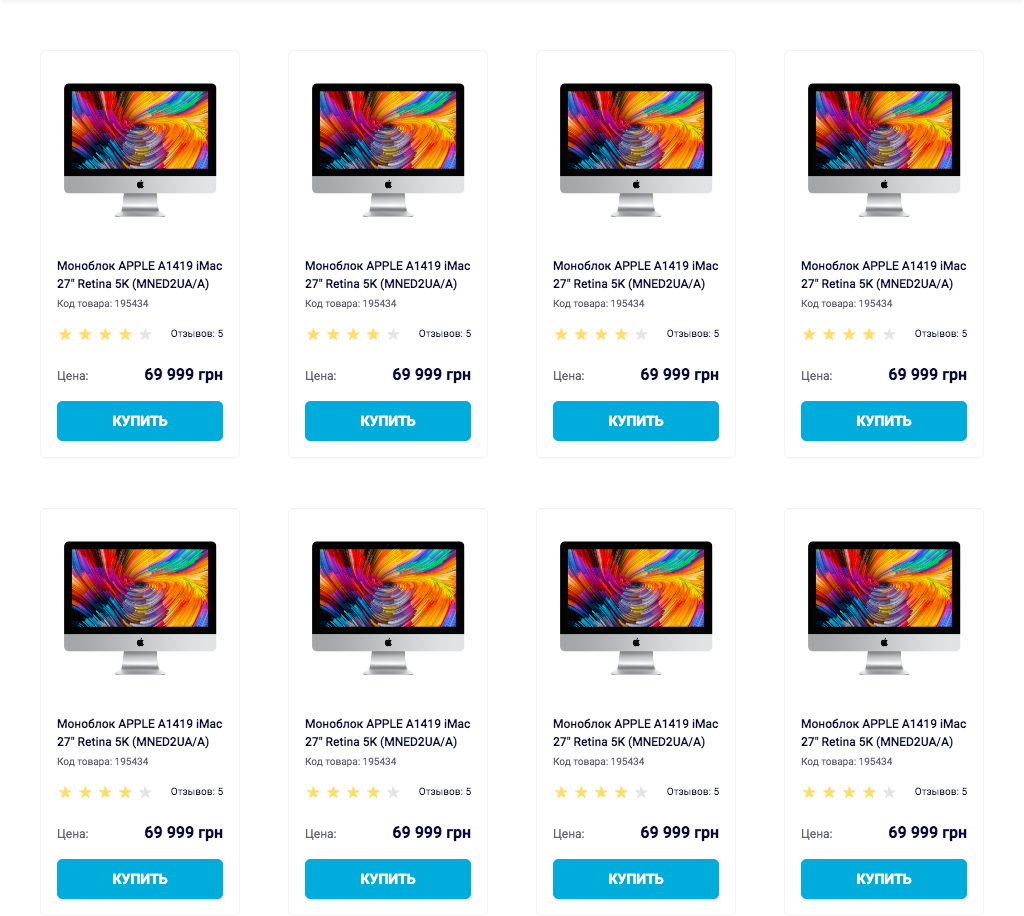 Моноблок APPLE A1419 iMac
27" Retina 5K (MNED2UA/A)
Код товара: 195434
Отзывов: 5
Цена: 69 999 грн
КУПИТЬ
Моноблок APPLE A1419 iMac
27" Retina 5K (MNED2UA/A)
Код товара: 195434
Отзывов: 5
Цена: 69 999 грн
КУПИТЬ
Моноблок APPLE A1419 iMac
27" Retina 5K (MNED2UA/A)
Код товара: 195434
Отзывов: 5
Цена: 69 999 грн
КУПИТЬ
Моноблок APPLE A1419 iMac
27" Retina 5K (MNED2UA/A)
Код товара: 195434
Отзывов: 5
Цена: 69 999 грн
КУПИТЬ
Моноблок APPLE A1419 iMac
27" Retina 5K (MNED2UA/A)
Код товара: 195434
Отзывов: 5
Цена: 69 999 грн
КУПИТЬ
Моноблок APPLE A1419 iMac
27" Retina 5K (MNED2UA/A)
Код товара: 195434
Отзывов: 5
Цена: 69 999 грн
КУПИТЬ
Моноблок APPLE A1419 iMac
27" Retina 5K (MNED2UA/A)
Код товара: 195434
Отзывов: 5
Цена: 69 999 грн
КУПИТЬ
Моноблок APPLE A1419 iMac
27" Retina 5K (MNED2UA/A)
Код товара: 195434
Отзывов: 5
Цена: 69 999 грн
КУПИТЬ